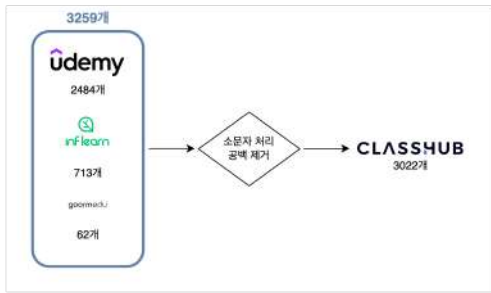 3259개
ûdemy
2484개
inflearn
713개
goormedu
62개
소문자 처리
공백 제거
CLASSHUB
3022개